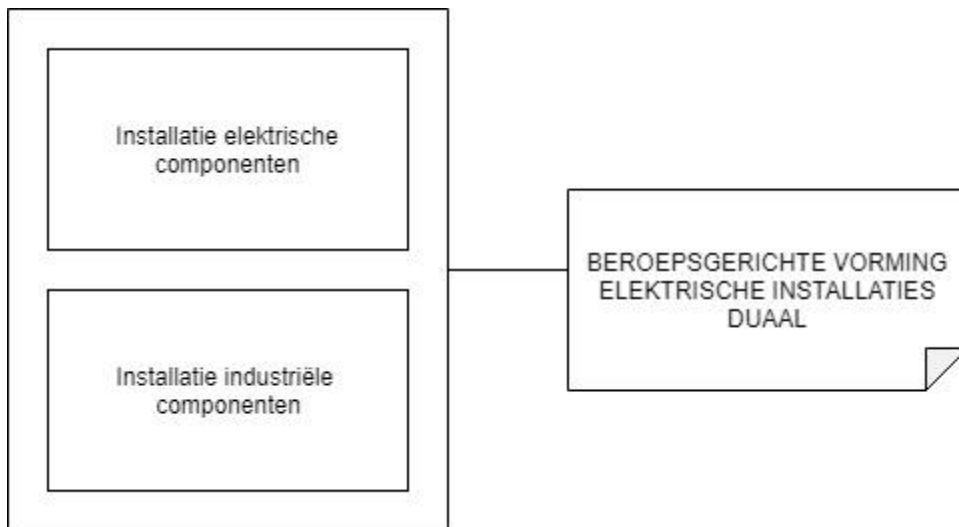 Installatie elektrische
componenten
Installatie industriële
componenten
BEROEPSGERICHTE VORMING
ELEKTRISCHE INSTALLATIES
DUAAL